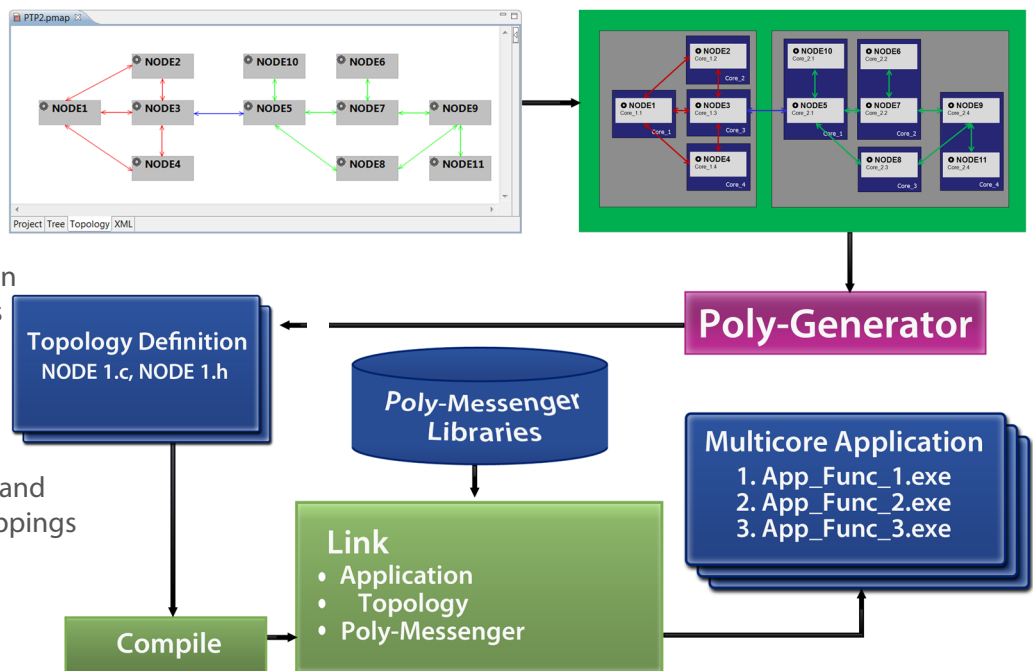 PTP2.pmap
NODE2
NODE10
NODE6
NODE1
NODE3
NODE5
NODE7
NODE9
NODE4
NODE8
NODE11
Project Tree Topology XML
NODE2
Core_1.2
Core_2
NODE1
Core_1.1
Core_1
NODE3
Core_1.3
Core_3
NODE4
Core_1.4
Core_4
NODE10
Core_2.1
NODE6
Core_2.2
NODE5
Core_2.1
Core_1
NODE7
Core_2.2
Core_2
NODE9
Core_2.4
NODE8
Core_2.3
Core_3
NODE11
Core_2.4
Core_4
Poly-Generator
Topology Definition
NODE 1.c, NODE 1.h
Poly-Messenger
Libraries
and
ppings
Compile
Link
• Application
• Topology
• Poly-Messenger
Multicore Application
1. App_Func_1.exe
2. App_Func_2.exe
3. App_Func_3.exe